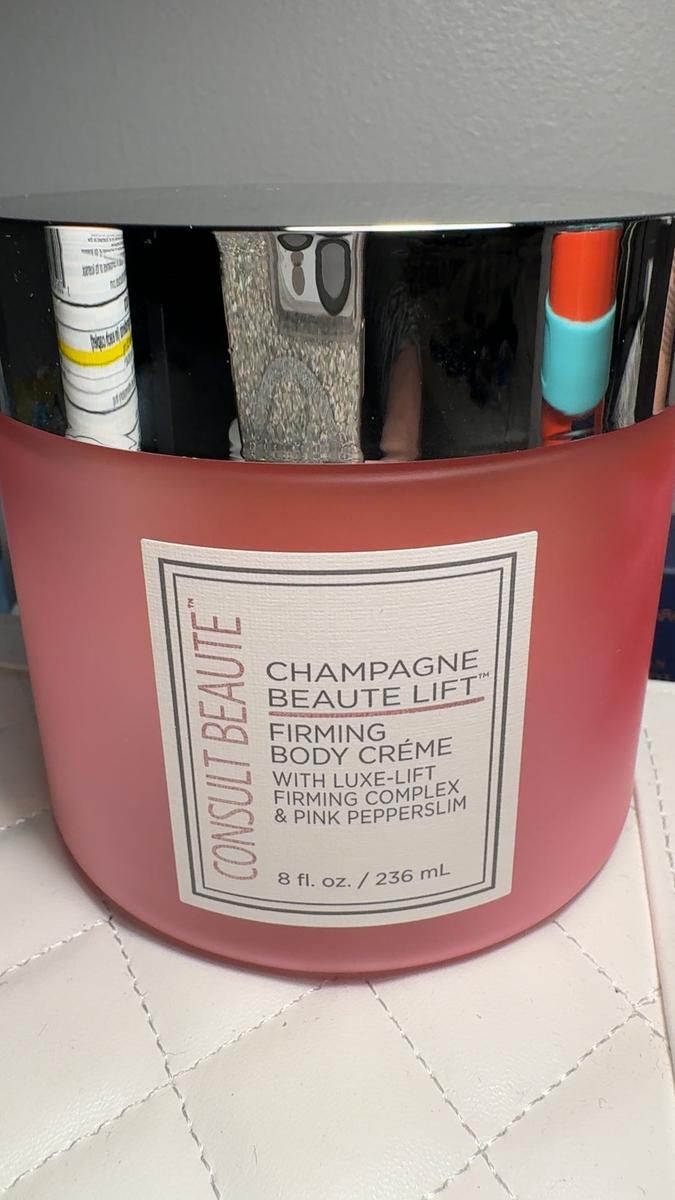 CONSULT BEAUTE™
CHAMPAGNE
BEAUTE LIFT™
FIRMING
BODY CRÉME
WITH LUXE-LIFT
FIRMING COMPLEX
& PINK PEPPERSLIM
8 fl. oz. / 236 mL